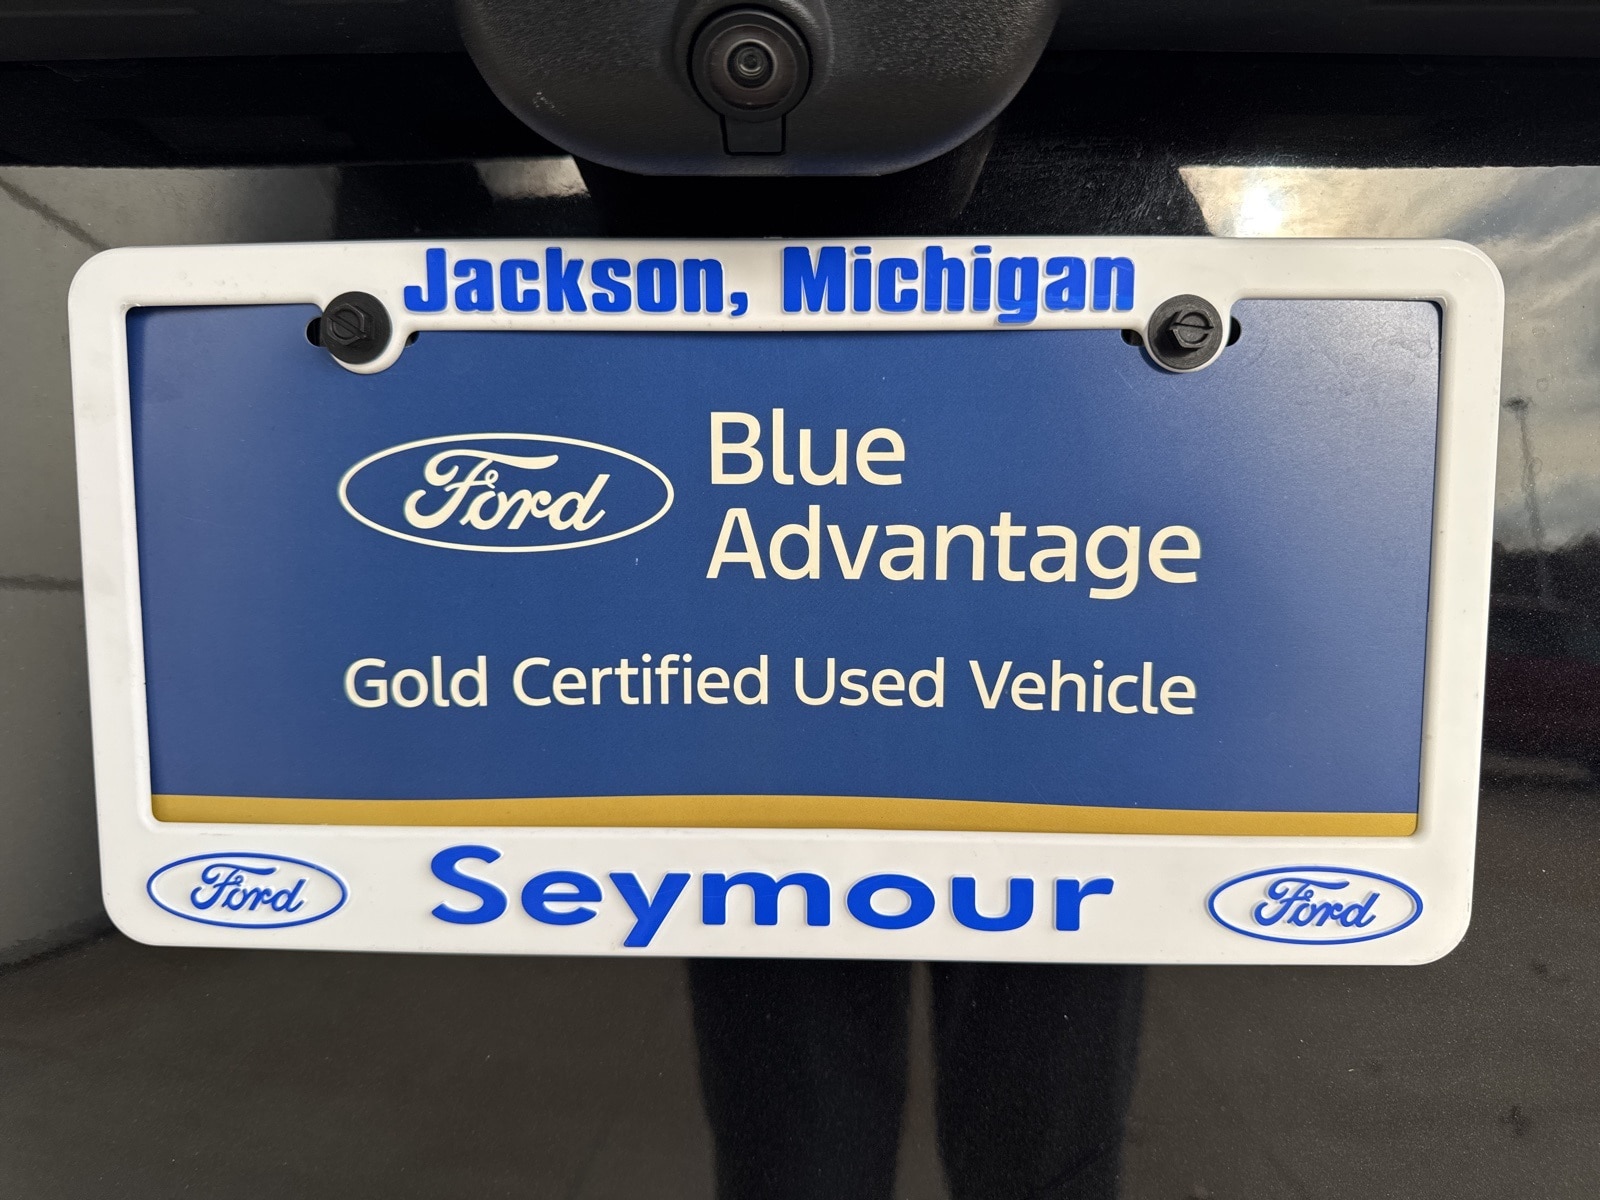 Jackson, Michigan
Ford
Blue
Advantage
Gold Certified Used Vehicle
Ford
Seymour
Ford